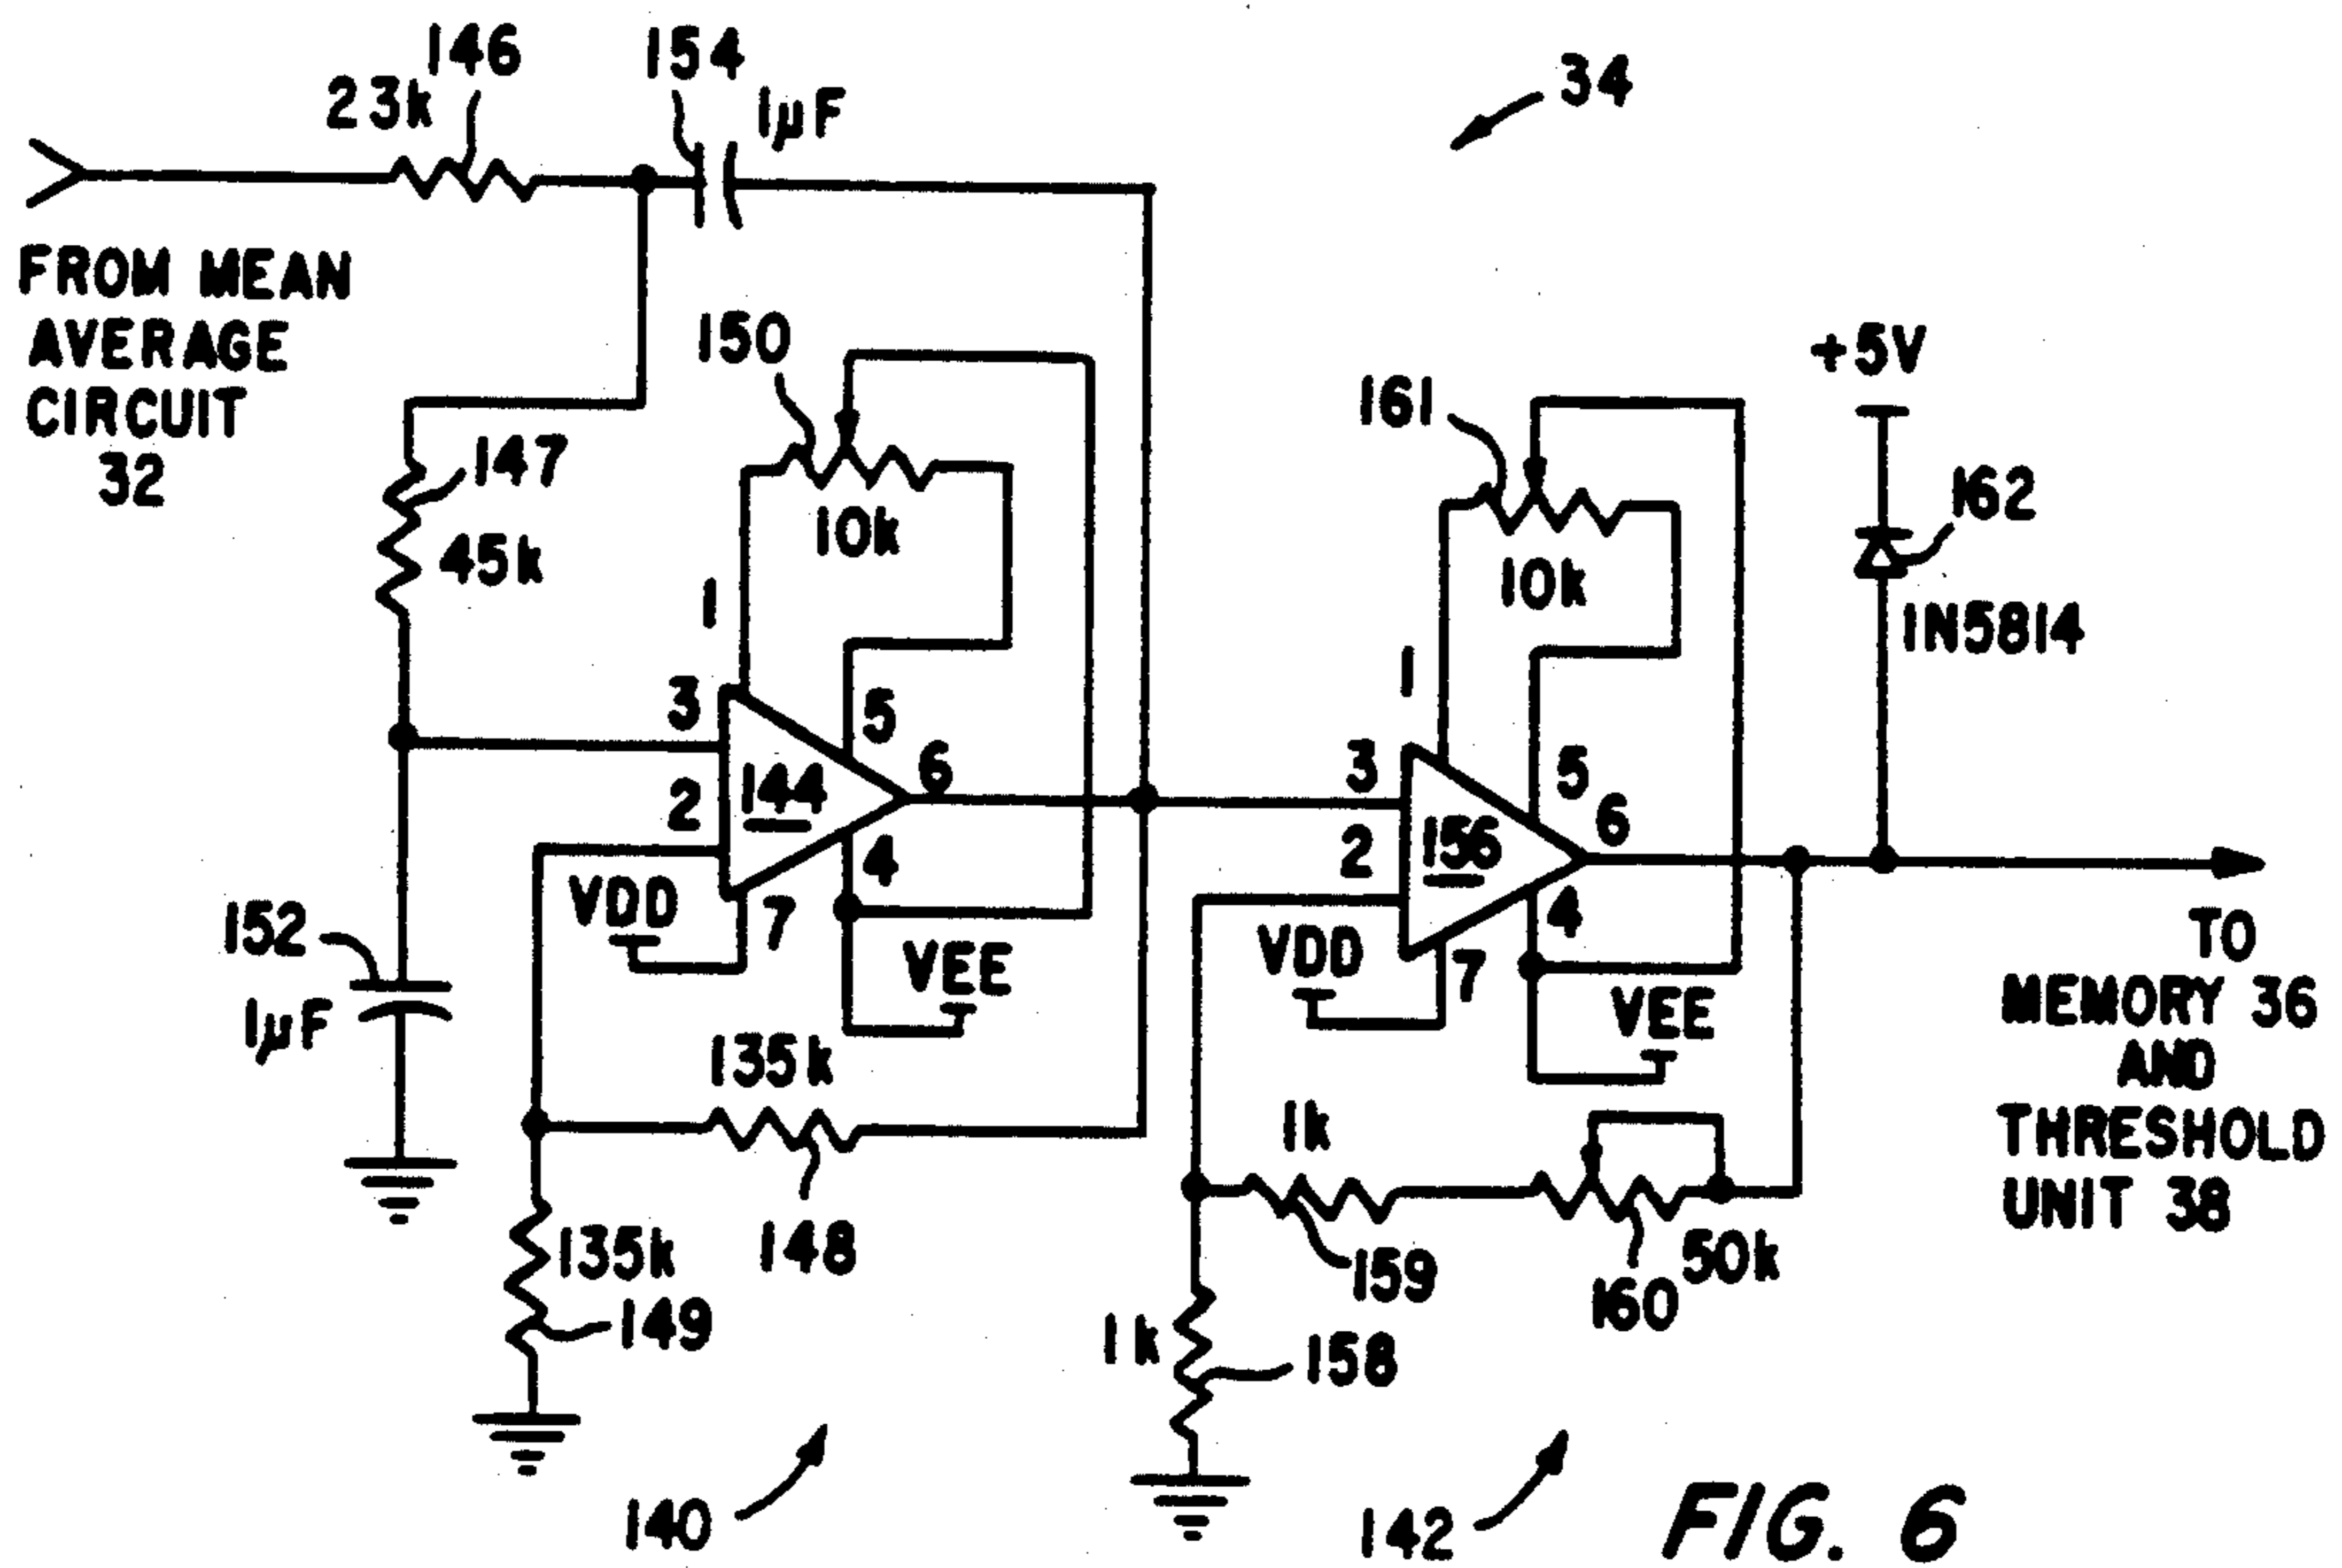 146
23k
154
1µF
34
FROM MEAN
AVERAGE
CIRCUIT
32
150
10k
147
45k
161
10k
+5V
162
1N5814
1
3
5
6
2
144
4
7
VDD
VEE
1
3
5
6
2
156
4
7
VDD
VEE
152
1µF
135k
148
135k
149
1k
159
160
50k
1k
158
TO
MEMORY 36
AND
THRESHOLD
UNIT 38
140
142
FIG. 6